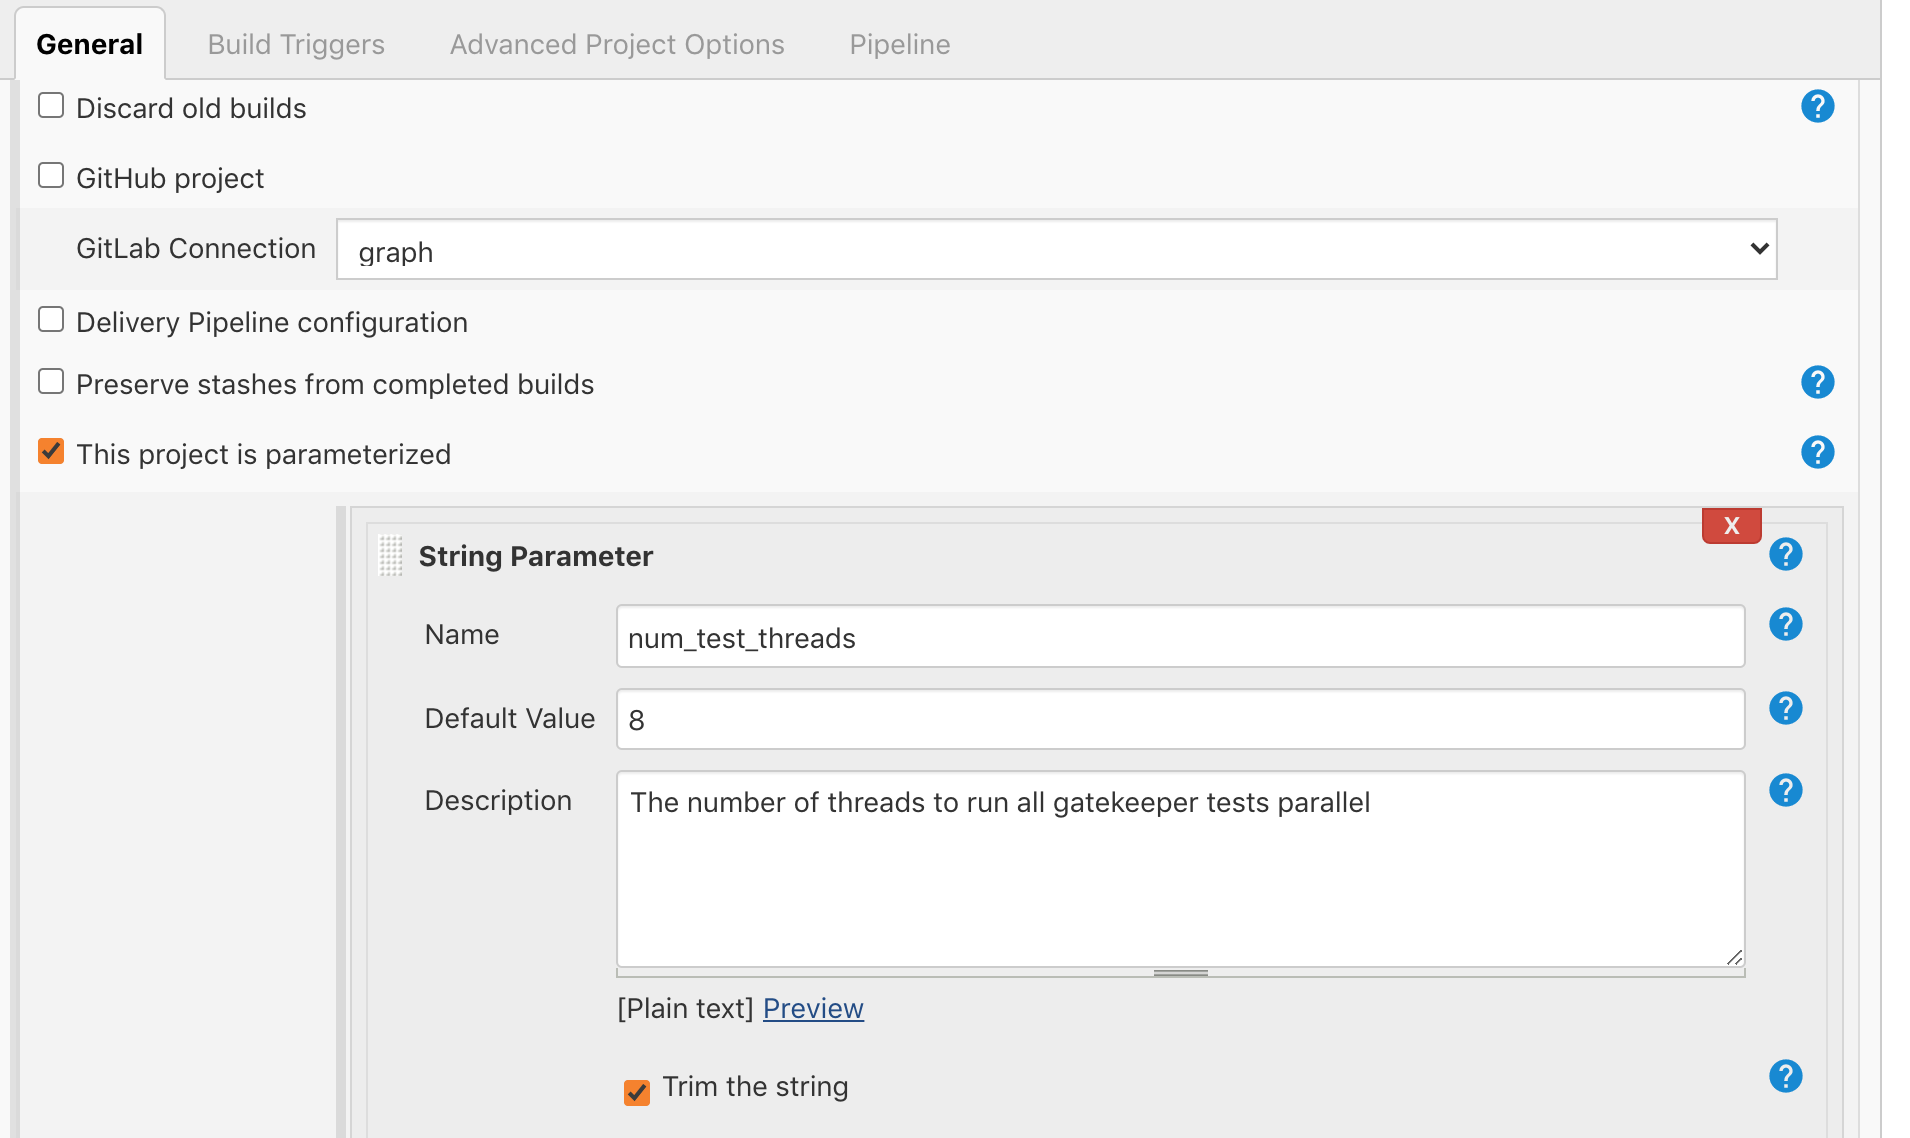 General Build Triggers Advanced Project Options Pipeline
Discard old builds ?
GitHub project
GitLab Connection graph
Delivery Pipeline configuration
Preserve stashes from completed builds ?
This project is parameterized ?
X
String Parameter ?
Name num_test_threads ?
Default Value 8 ?
Description The number of threads to run all gatekeeper tests parallel ?
[Plain text] Preview
Trim the string ?